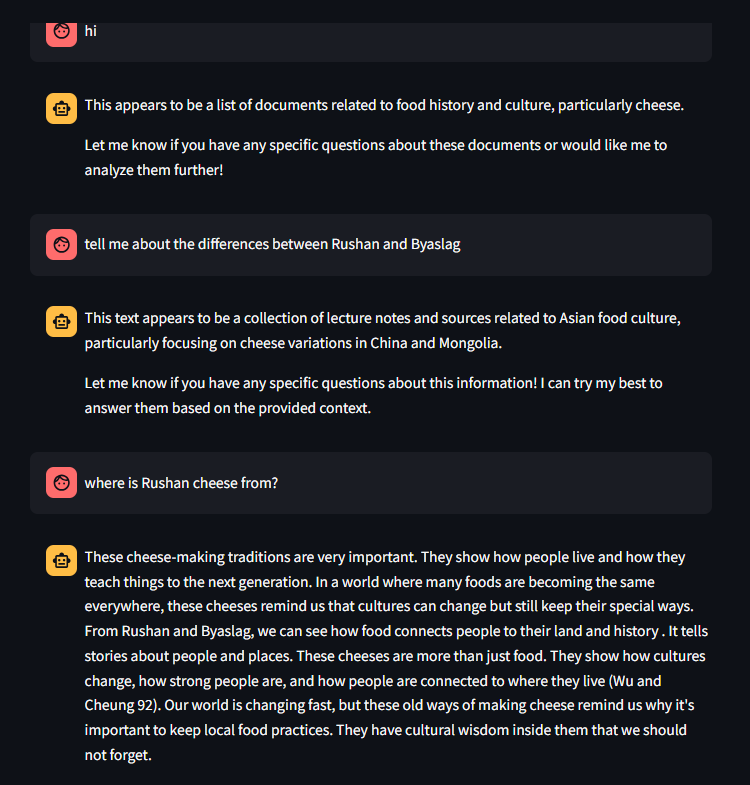 hi
This appears to be a list of documents related to food history and culture, particularly cheese.
Let me know if you have any specific questions about these documents or would like me to
analyze them further!
tell me about the differences between Rushan and Byaslag
This text appears to be a collection of lecture notes and sources related to Asian food culture,
particularly focusing on cheese variations in China and Mongolia.
Let me know if you have any specific questions about this information! I can try my best to
answer them based on the provided context.
where is Rushan cheese from?
These cheese-making traditions are very important. They show how people live and how they
teach things to the next generation. In a world where many foods are becoming the same
everywhere, these cheeses remind us that cultures can change but still keep their special ways.
From Rushan and Byaslag, we can see how food connects people to their land and history . It tells
stories about people and places. These cheeses are more than just food. They show how cultures
change, how strong people are, and how people are connected to where they live (Wu and
Cheung 92). Our world is changing fast, but these old ways of making cheese remind us why it's
important to keep local food practices. They have cultural wisdom inside them that we should
not forget.